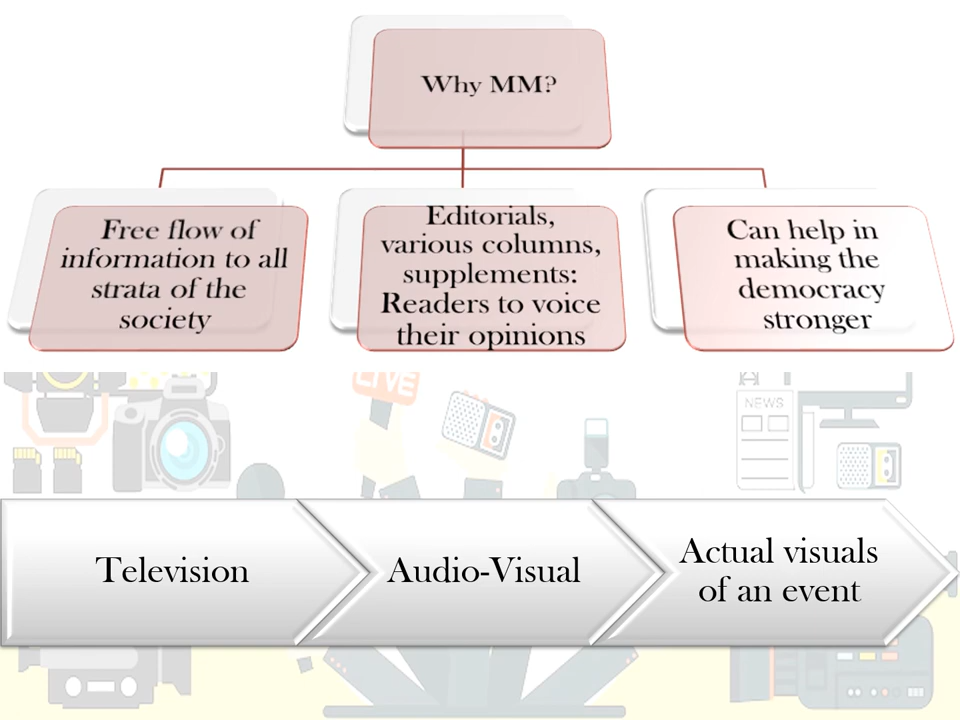 Why MM?
Free flow of
information to all
strata of the
society
Editorials,
various columns,
supplements:
Readers to voice
their opinions
Can help in
making the
democracy
stronger
LIVE
NEWS
Television
Audio-Visual
Actual visuals
of an event